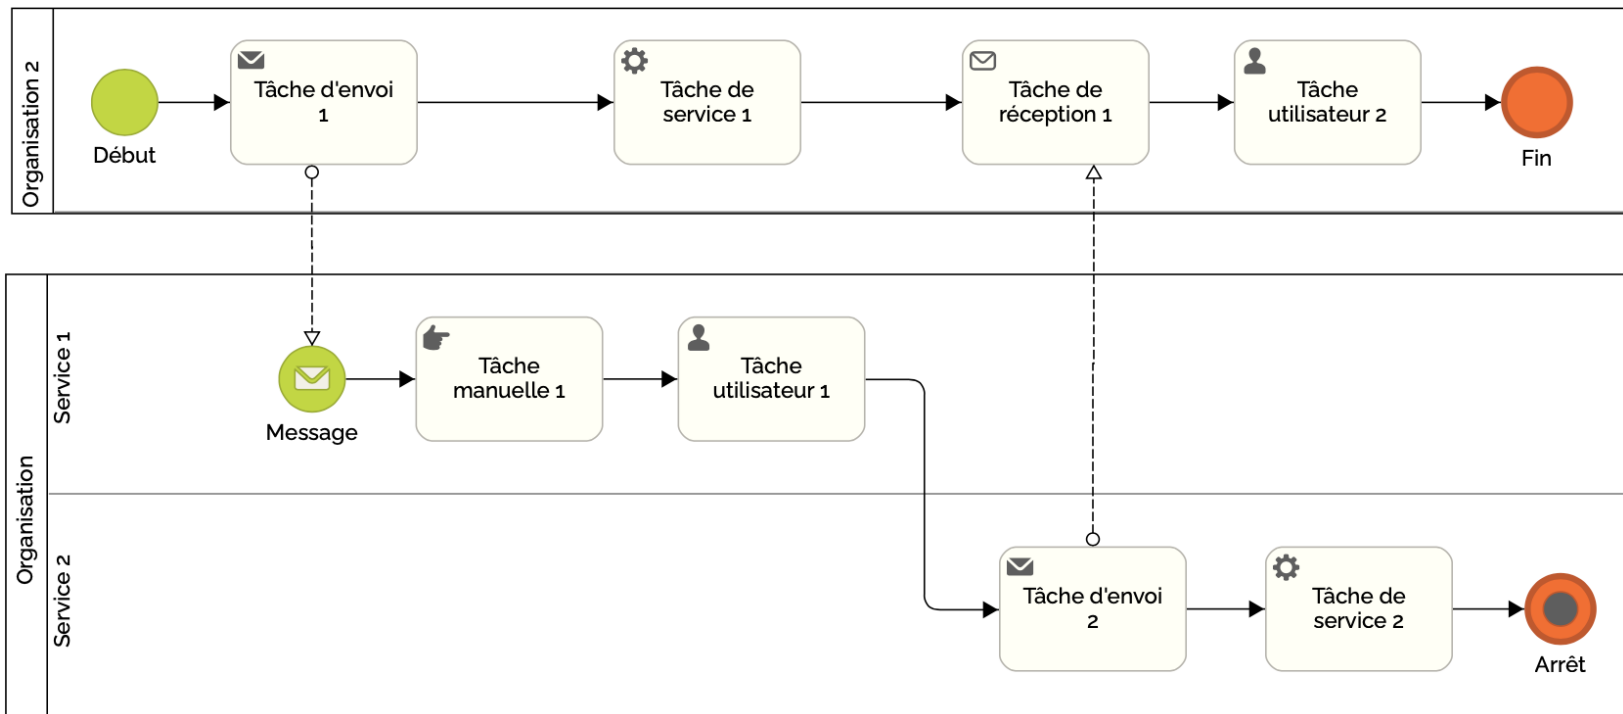 Organisation 2
Début
Tâche d'envoi
1
Tâche de
service 1
Tâche de
réception 1
Tâche
utilisateur 2
Fin
Organisation
Service 1
Message
Tâche
manuelle 1
Tâche
utilisateur 1
Service 2
Tâche d'envoi
2
Tâche de
service 2
Arrêt